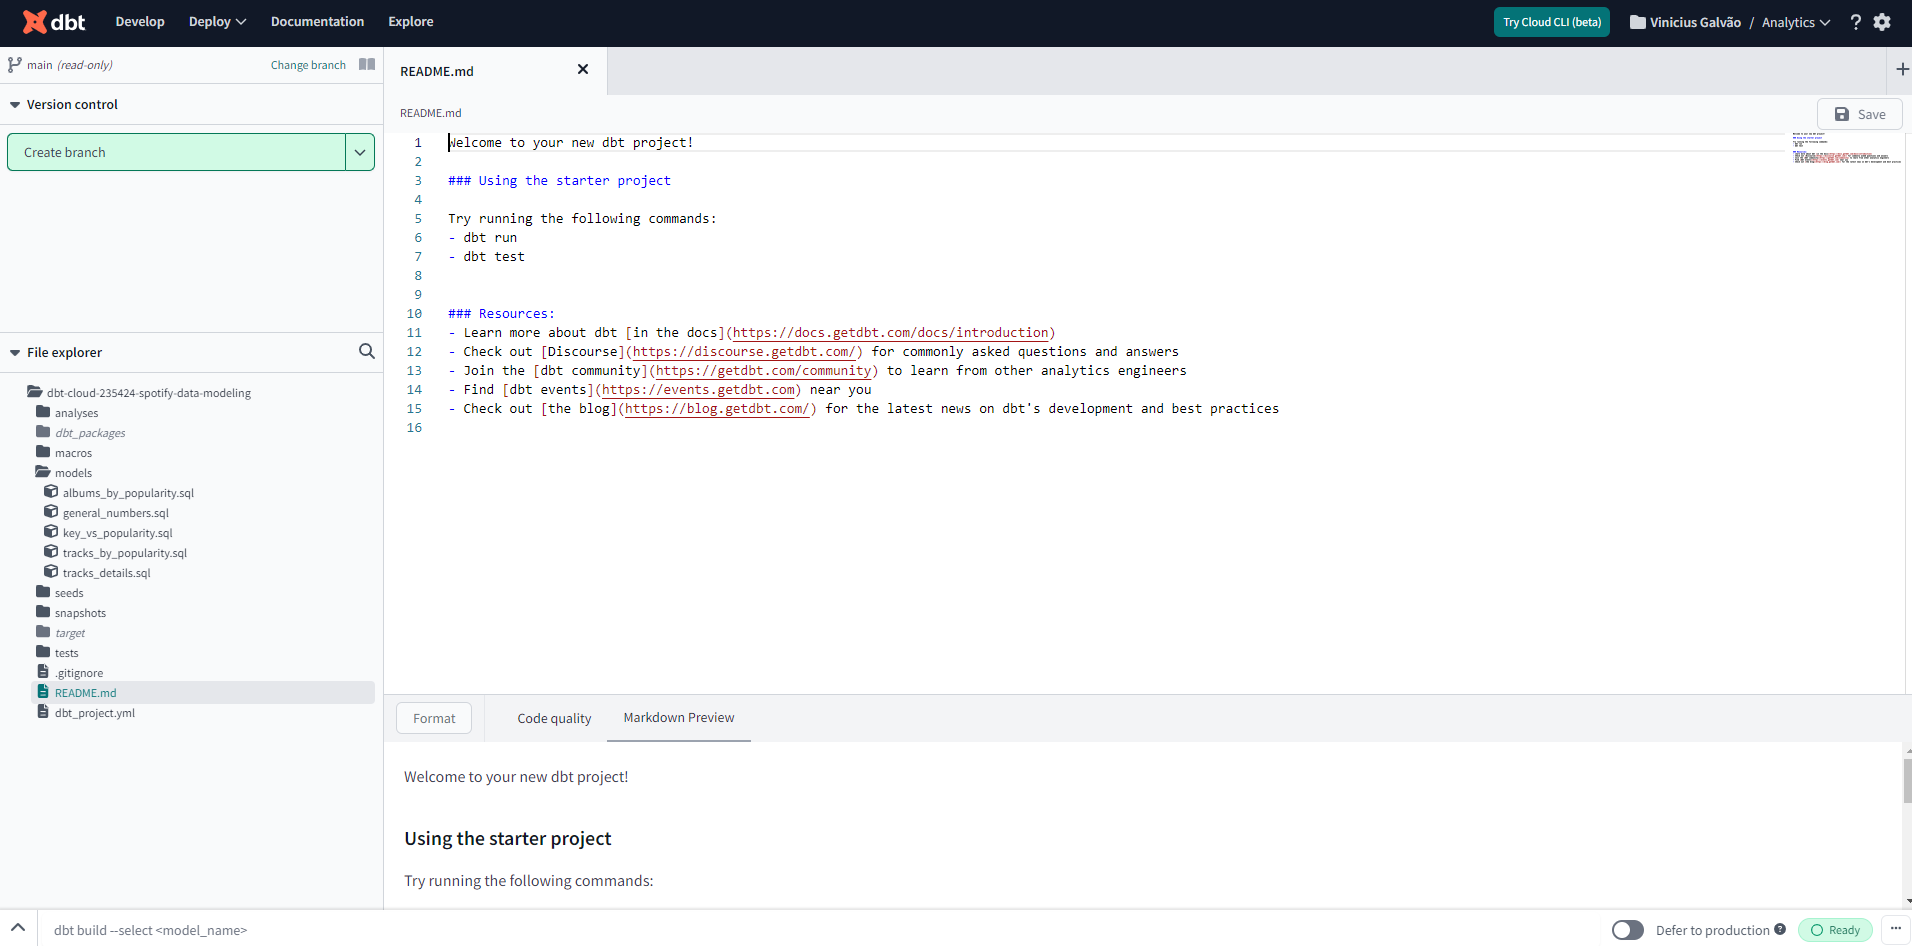 dbt Develop Deploy Documentation Explore Try Cloud CLI (beta) Vinicius Galvão / Analytics ?
main (read-only) Change branch
Version control
Create branch
File explorer
dbt-cloud-235424-spotify-data-modeling
analyses
dbt_packages
macros
models
albums_by_popularity.sql
general_numbers.sql
key_vs_popularity.sql
tracks_by_popularity.sql
tracks_details.sql
seeds
snapshots
target
tests
.gitignore
README.md
dbt_project.yml
README.md
README.md
Save
1 Welcome to your new dbt project!
2
3 ### Using the starter project
4
5 Try running the following commands:
6 - dbt run
7 - dbt test
8
9
10 ### Resources:
11 - Learn more about dbt [in the docs](https://docs.getdbt.com/docs/introduction)
12 - Check out [Discourse](https://discourse.getdbt.com/) for commonly asked questions and answers
13 - Join the [dbt community](https://getdbt.com/community) to learn from other analytics engineers
14 - Find [dbt events](https://events.getdbt.com) near you
15 - Check out [the blog](https://blog.getdbt.com/) for the latest news on dbt's development and best practices
16
Format Code quality Markdown Preview
Welcome to your new dbt project!
Using the starter project
Try running the following commands:
dbt build --select <model_name> Defer to production ? Ready